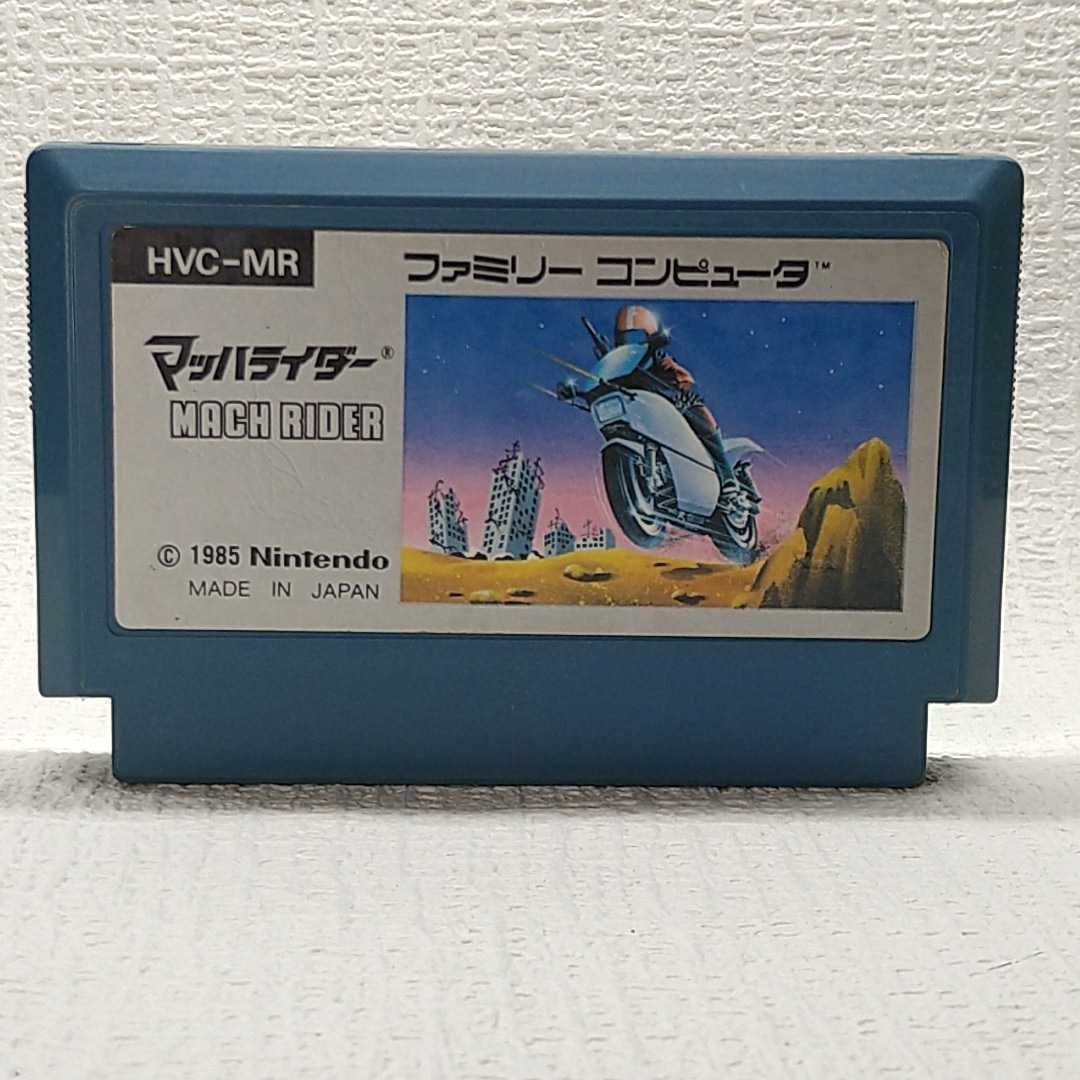 HVC-MR
ファミリー コンピュータ™
マッハライダー®
MACH RIDER
© 1985 Nintendo
MADE IN JAPAN